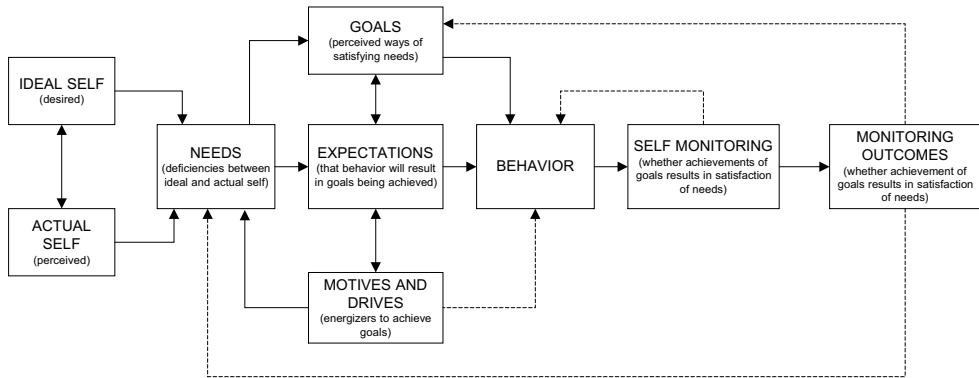 GOALS
(perceived ways of
satisfying needs)
IDEAL SELF
(desired)
NEEDS
(deficiencies between
ideal and actual self)
EXPECTATIONS
(that behavior will result
in goals being achieved)
BEHAVIOR
SELF MONITORING
(whether achievements of
goals results in satisfaction
of needs)
MONITORING
OUTCOMES
(whether achievement of
goals results in satisfaction
of needs)
ACTUAL
SELF
(perceived)
MOTIVES AND
DRIVES
(energizers to achieve
goals)